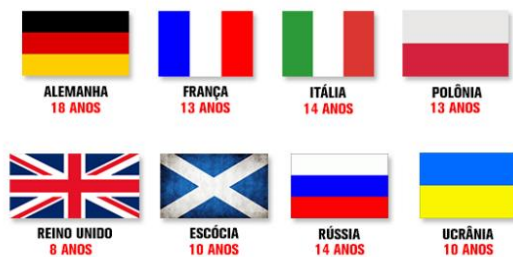 ALEMANHA
18 ANOS
FRANÇA
13 ANOS
ITÁLIA
14 ANOS
POLÔNIA
13 ANOS
REINO UNIDO
8 ANOS
ESCÓCIA
10 ANOS
RÚSSIA
14 ANOS
UCRÂNIA
10 ANOS